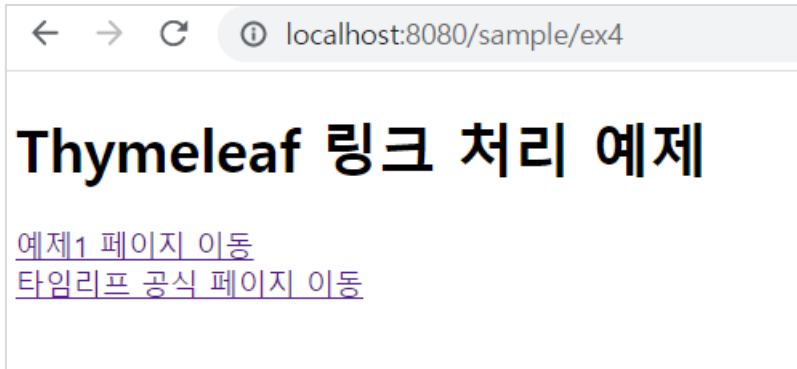 localhost:8080/sample/ex4
Thymeleaf 링크 처리 예제
예제1 페이지 이동
타임리프 공식 페이지 이동